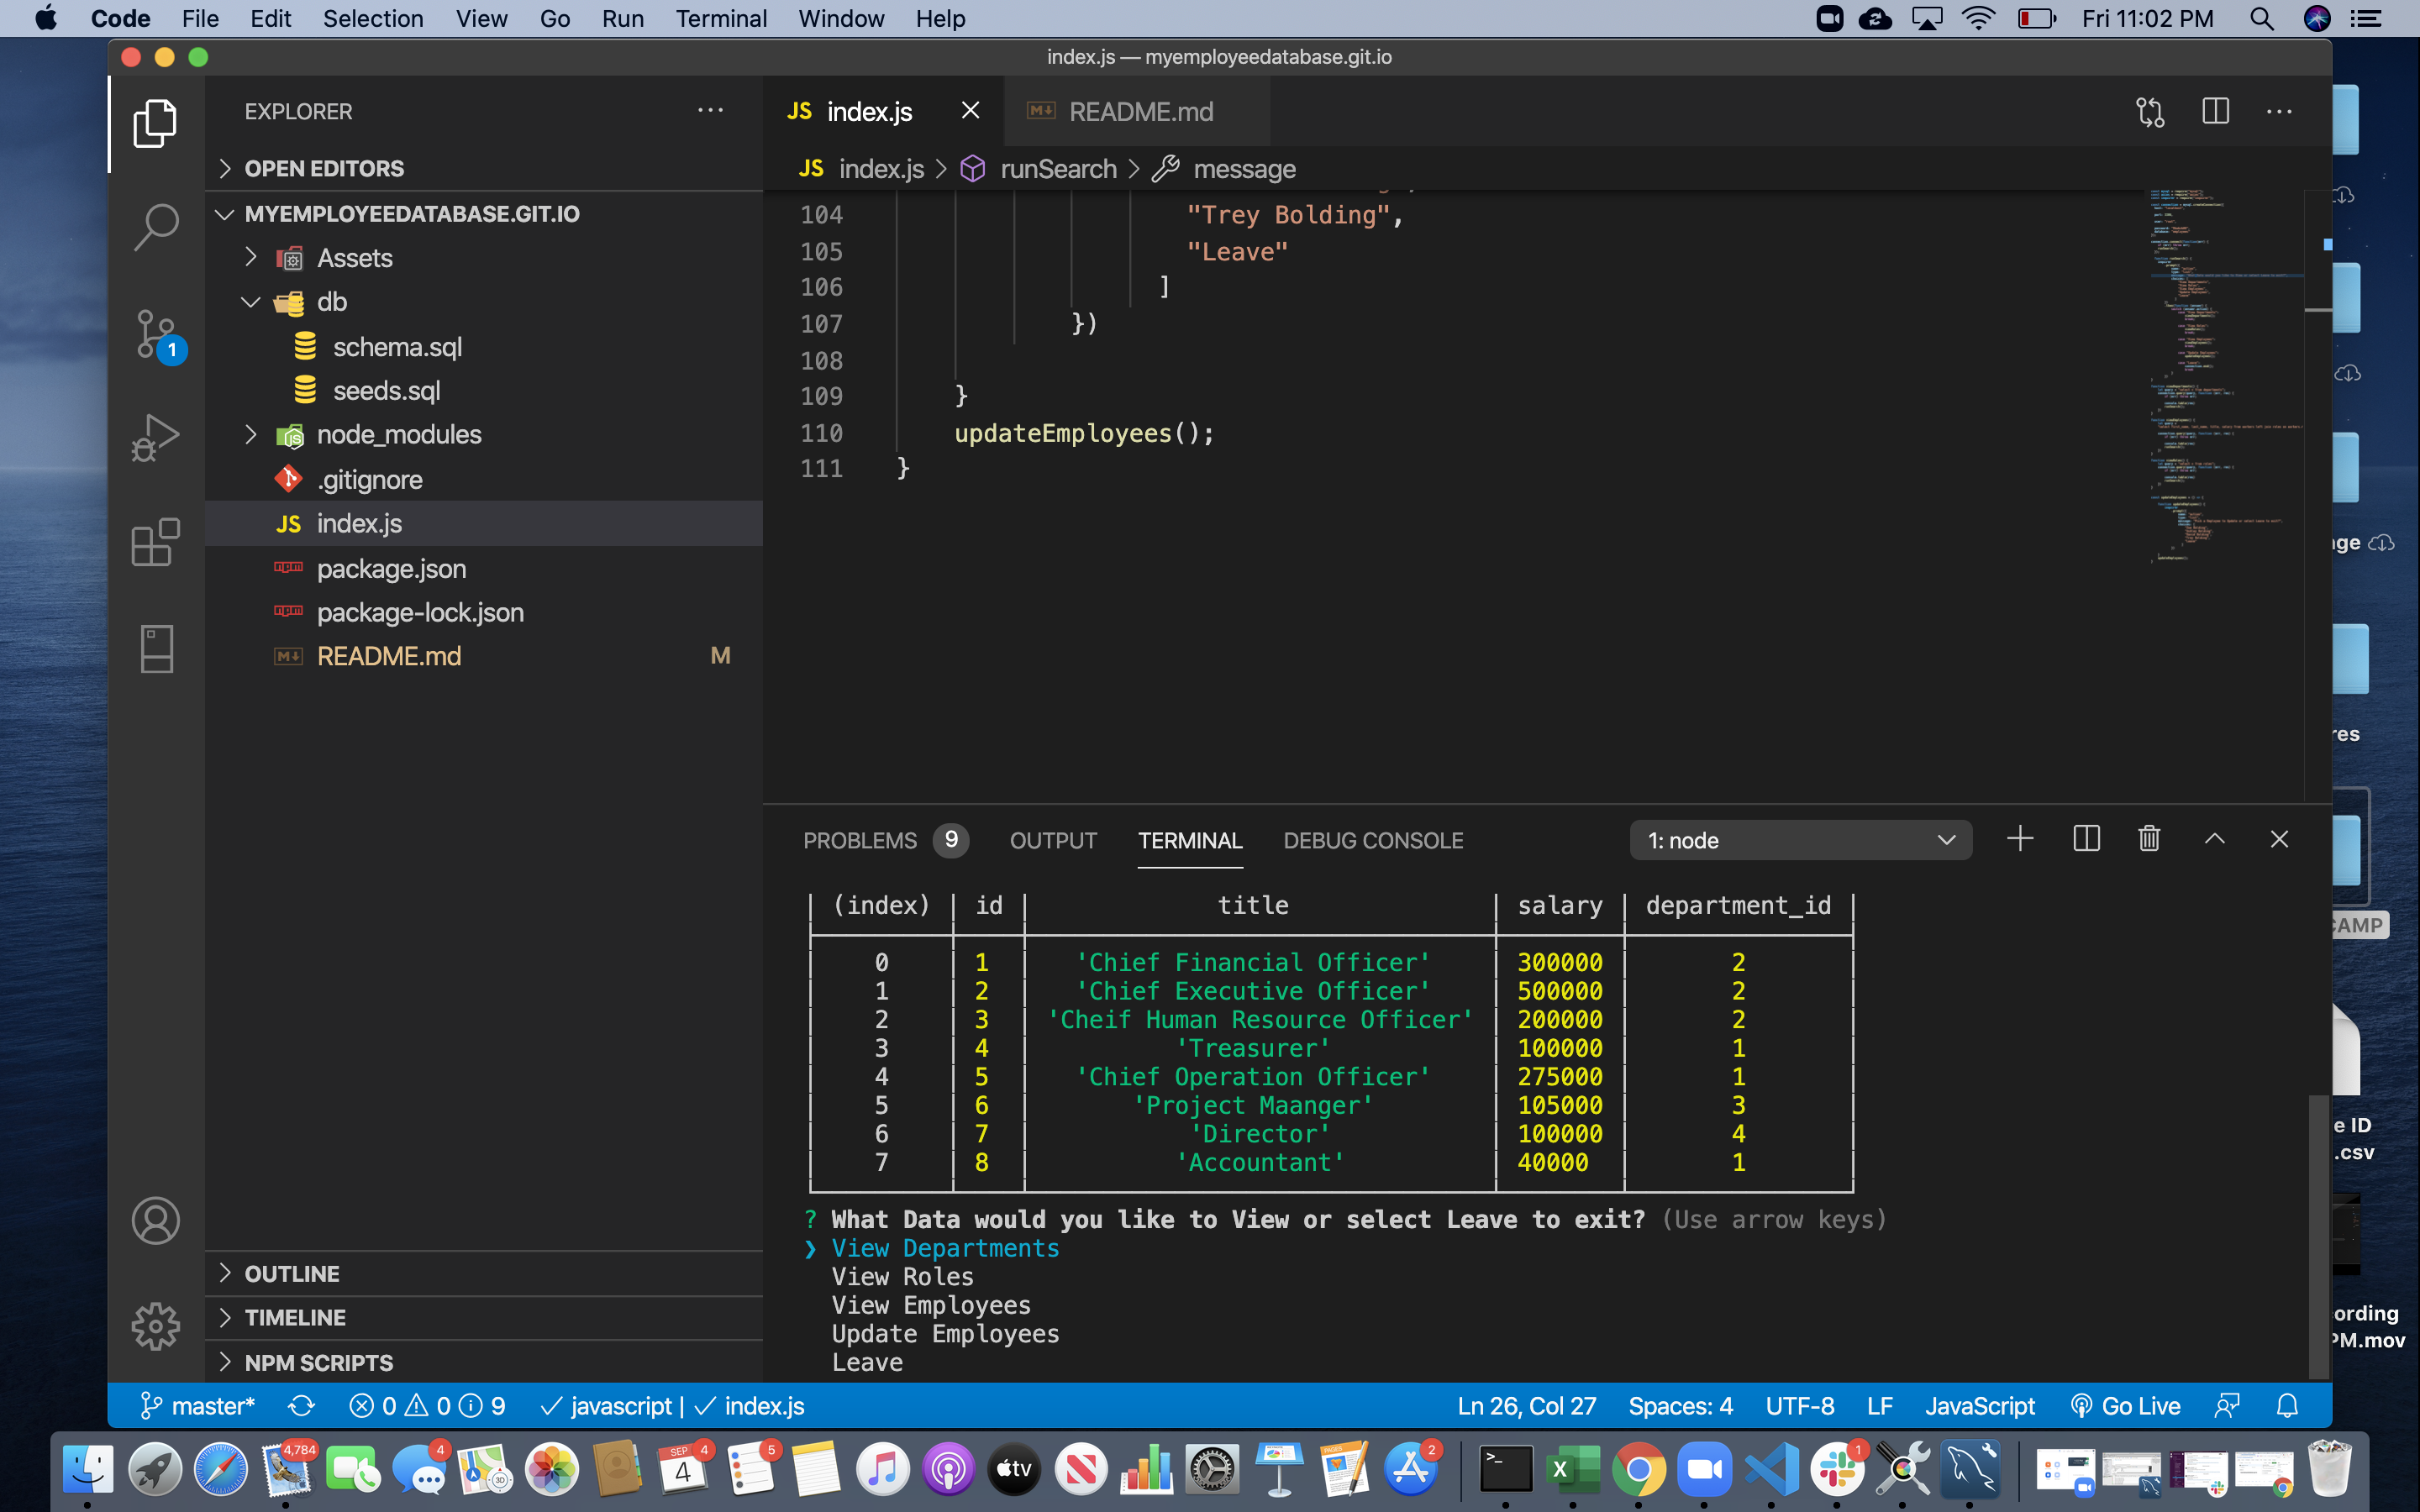 Code File Edit Selection View Go Run Terminal Window Help Fri 11:02 PM
index.js — myemployeedatabase.git.io
EXPLORER
OPEN EDITORS
MYEMPLOYEEDATABASE.GIT.IO
Assets
db
schema.sql
seeds.sql
node_modules
.gitignore
JS index.js
package.json
package-lock.json
README.md M
1
OUTLINE
TIMELINE
NPM SCRIPTS
JS index.js README.md
JS index.js > runSearch > message
104 "Trey Bolding",
105 "Leave"
106 ]
107 })
108
109 }
110 updateEmployees();
111 }
PROBLEMS 9 OUTPUT TERMINAL DEBUG CONSOLE 1: node
(index) id title salary department_id
0 1 'Chief Financial Officer' 300000 2
1 2 'Chief Executive Officer' 500000 2
2 3 'Cheif Human Resource Officer' 200000 2
3 4 'Treasurer' 100000 1
4 5 'Chief Operation Officer' 275000 1
5 6 'Project Maanger' 105000 3
6 7 'Director' 100000 4
7 8 'Accountant' 40000 1
? What Data would you like to View or select Leave to exit? (Use arrow keys)
❯ View Departments
View Roles
View Employees
Update Employees
Leave
master* 0 0 9 javascript | index.js Ln 26, Col 27 Spaces: 4 UTF-8 LF JavaScript Go Live
age
res
CAMP
e ID
.csv
ording
PM.mov
4,784 4 3D SEP 4 4 5 tv PAGES 2 >_ X 1